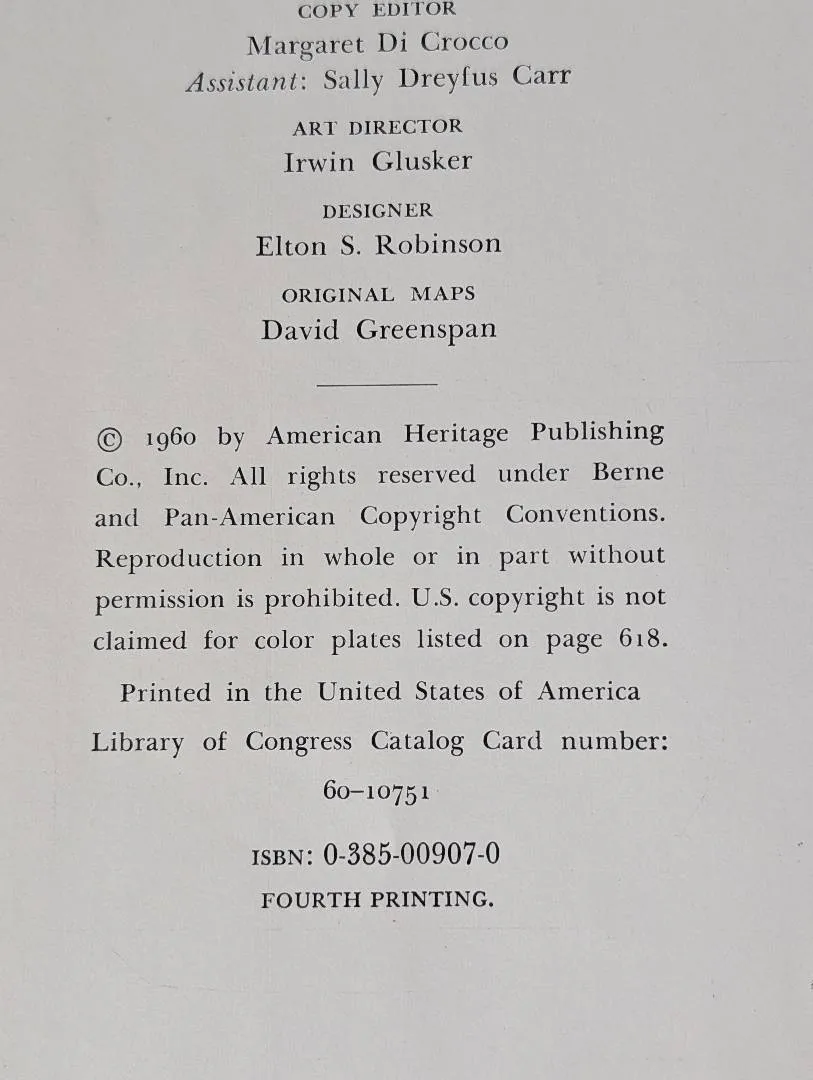 COPY EDITOR
Margaret Di Crocco
Assistant: Sally Dreyfus Carr
ART DIRECTOR
Irwin Glusker
DESIGNER
Elton S. Robinson
ORIGINAL MAPS
David Greenspan
© 1960 by American Heritage Publishing
Co., Inc. All rights reserved under Berne
and Pan-American Copyright Conventions.
Reproduction in whole or in part without
permission is prohibited. U.S. copyright is not
claimed for color plates listed on page 618.
Printed in the United States of America
Library of Congress Catalog Card number:
60–10751
ISBN: 0-385-00907-0
FOURTH PRINTING.